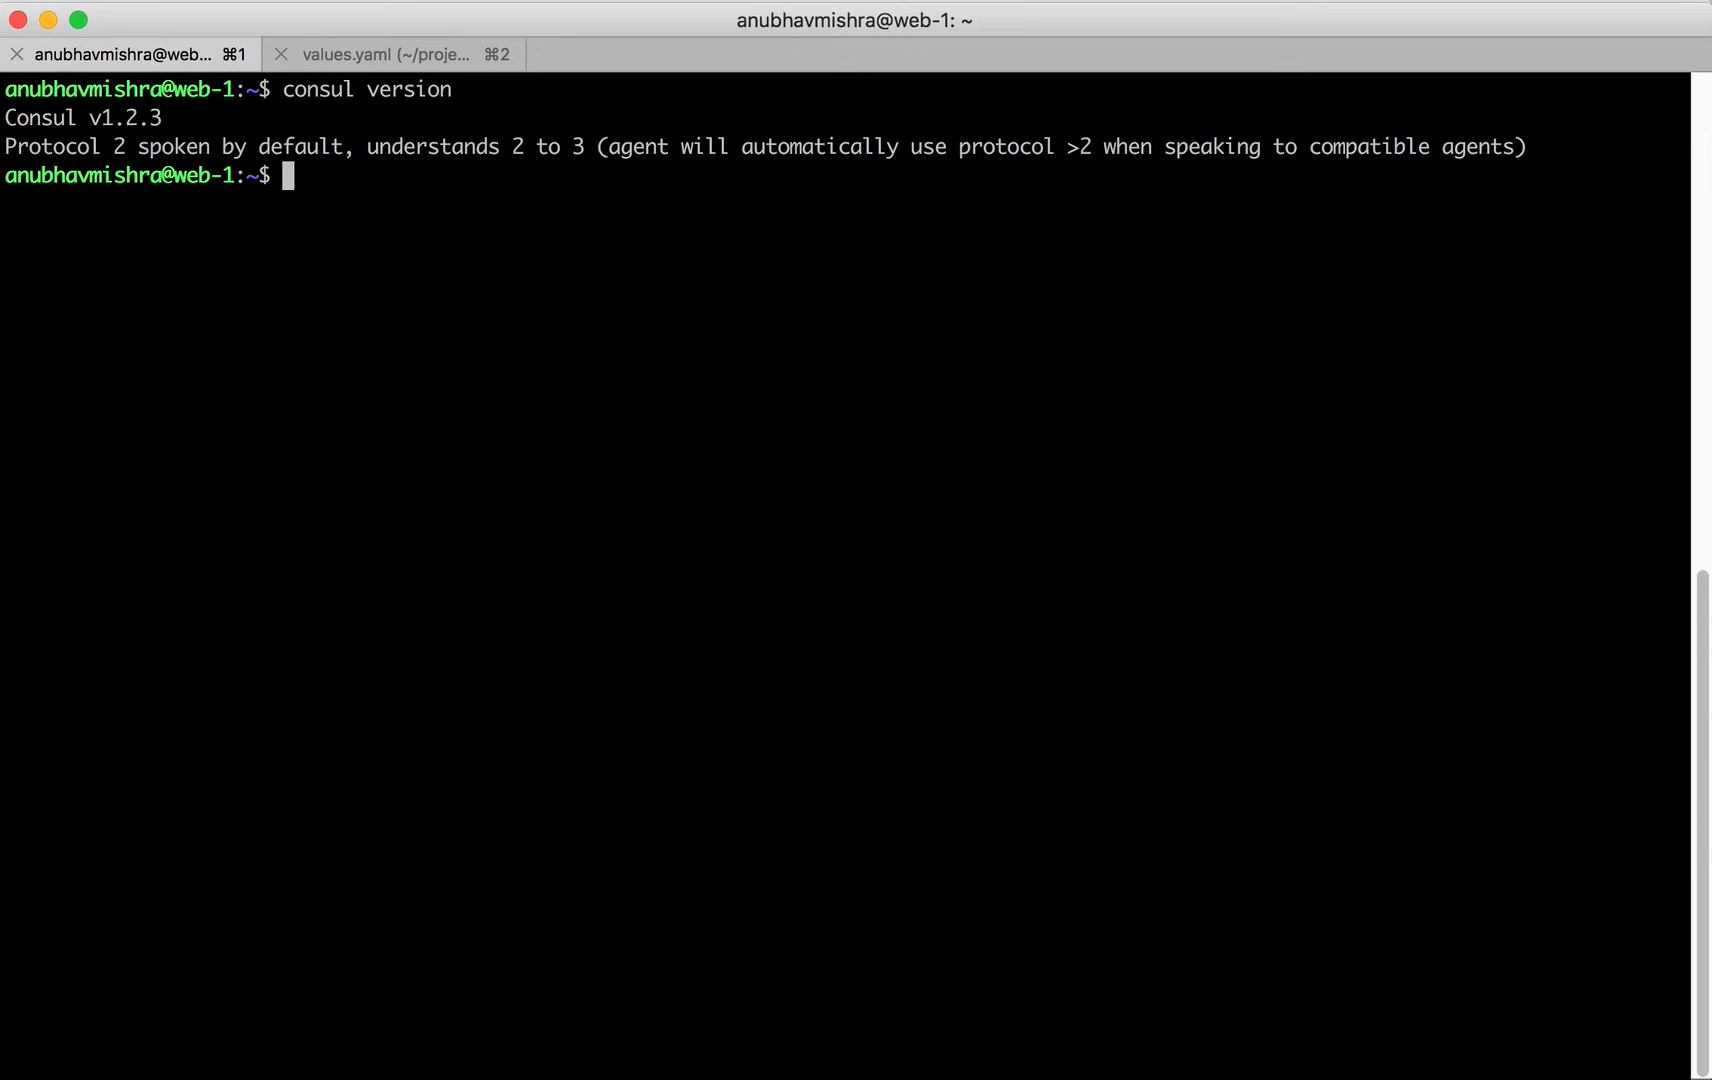 anubhavmishra@web-1: ~
anubhavmishra@web... ⌘1
values.yaml (~/proje... ⌘2
anubhavmishra@web-1:~$ consul version
Consul v1.2.3
Protocol 2 spoken by default, understands 2 to 3 (agent will automatically use protocol >2 when speaking to compatible agents)
anubhavmishra@web-1:~$